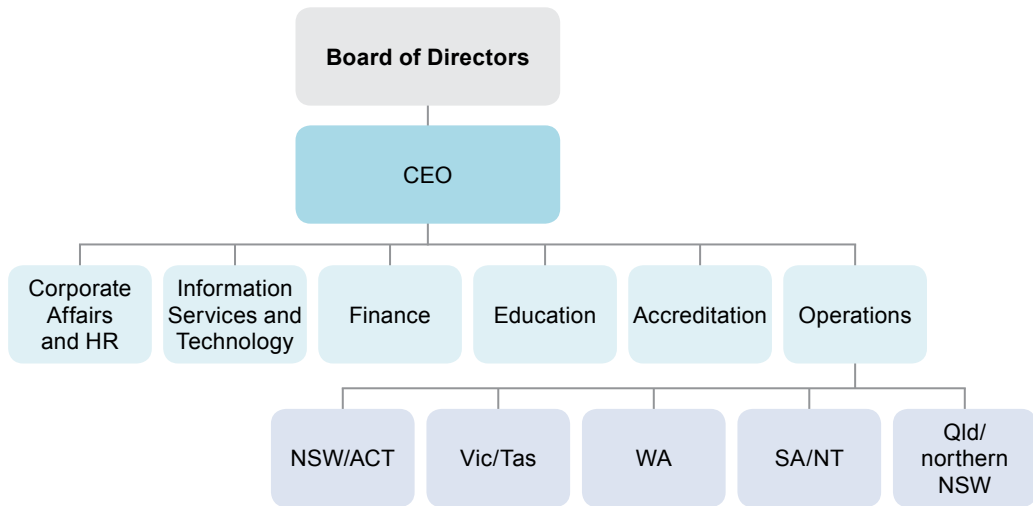 Board of Directors
CEO
Corporate
Affairs
and HR
Information
Services and
Technology
Finance
Education
Accreditation
Operations
NSW/ACT
Vic/Tas
WA
SA/NT
Qld/
northern
NSW